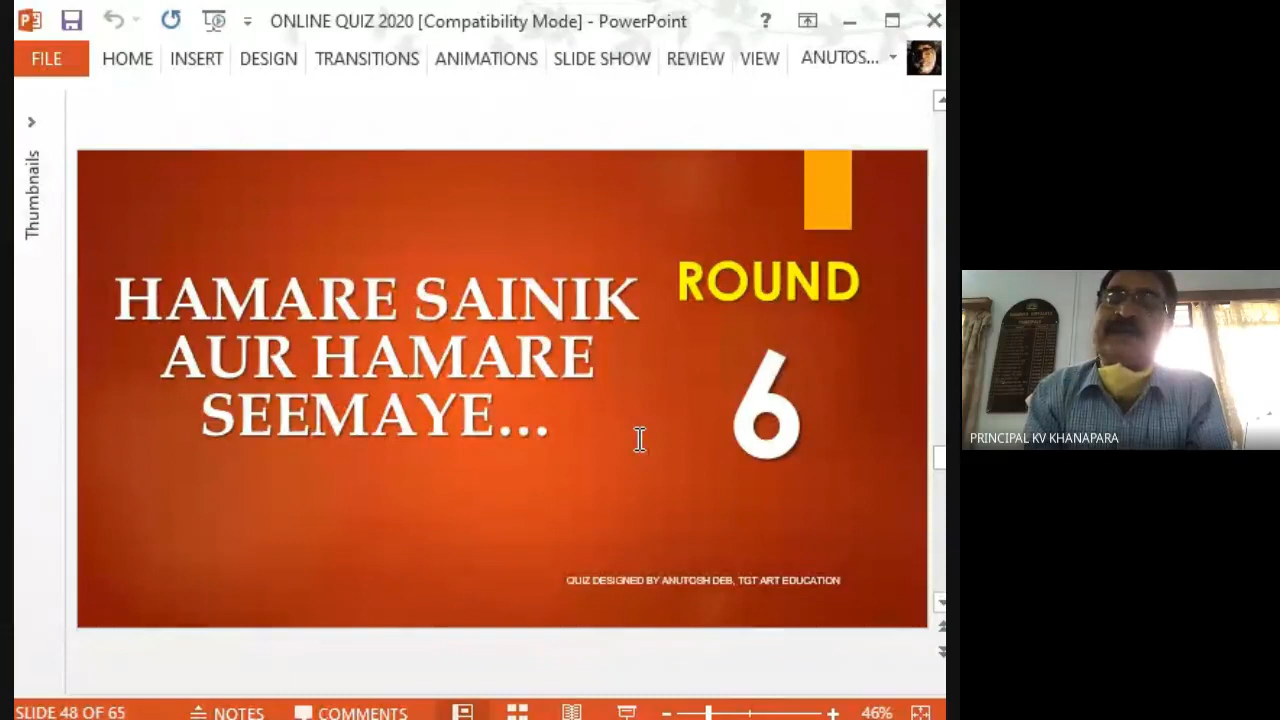 ONLINE QUIZ 2020 [Compatibility Mode] - PowerPoint
FILE HOME INSERT DESIGN TRANSITIONS ANIMATIONS SLIDE SHOW REVIEW VIEW ANUTOS...
Thumbnails
HAMARE SAINIK
AUR HAMARE
SEEMAYE...
ROUND
6
QUIZ DESIGNED BY ANUTOSH DEB, TGT ART EDUCATION
PRINCIPAL KV KHANAPARA
SLIDE 48 OF 65 NOTES COMMENTS 46%